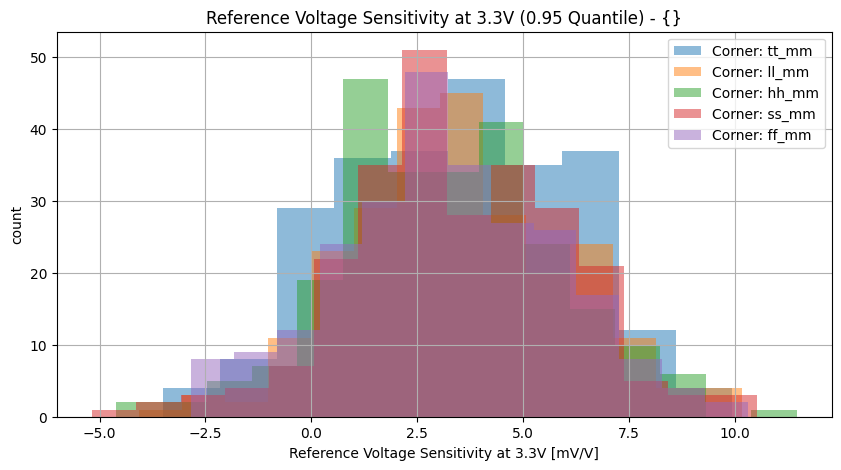 Reference Voltage Sensitivity at 3.3V (0.95 Quantile) - {}
Corner: tt_mm
Corner: ll_mm
Corner: hh_mm
Corner: ss_mm
Corner: ff_mm
50
40
30
20
10
0
count
−5.0 −2.5 0.0 2.5 5.0 7.5 10.0
Reference Voltage Sensitivity at 3.3V [mV/V]